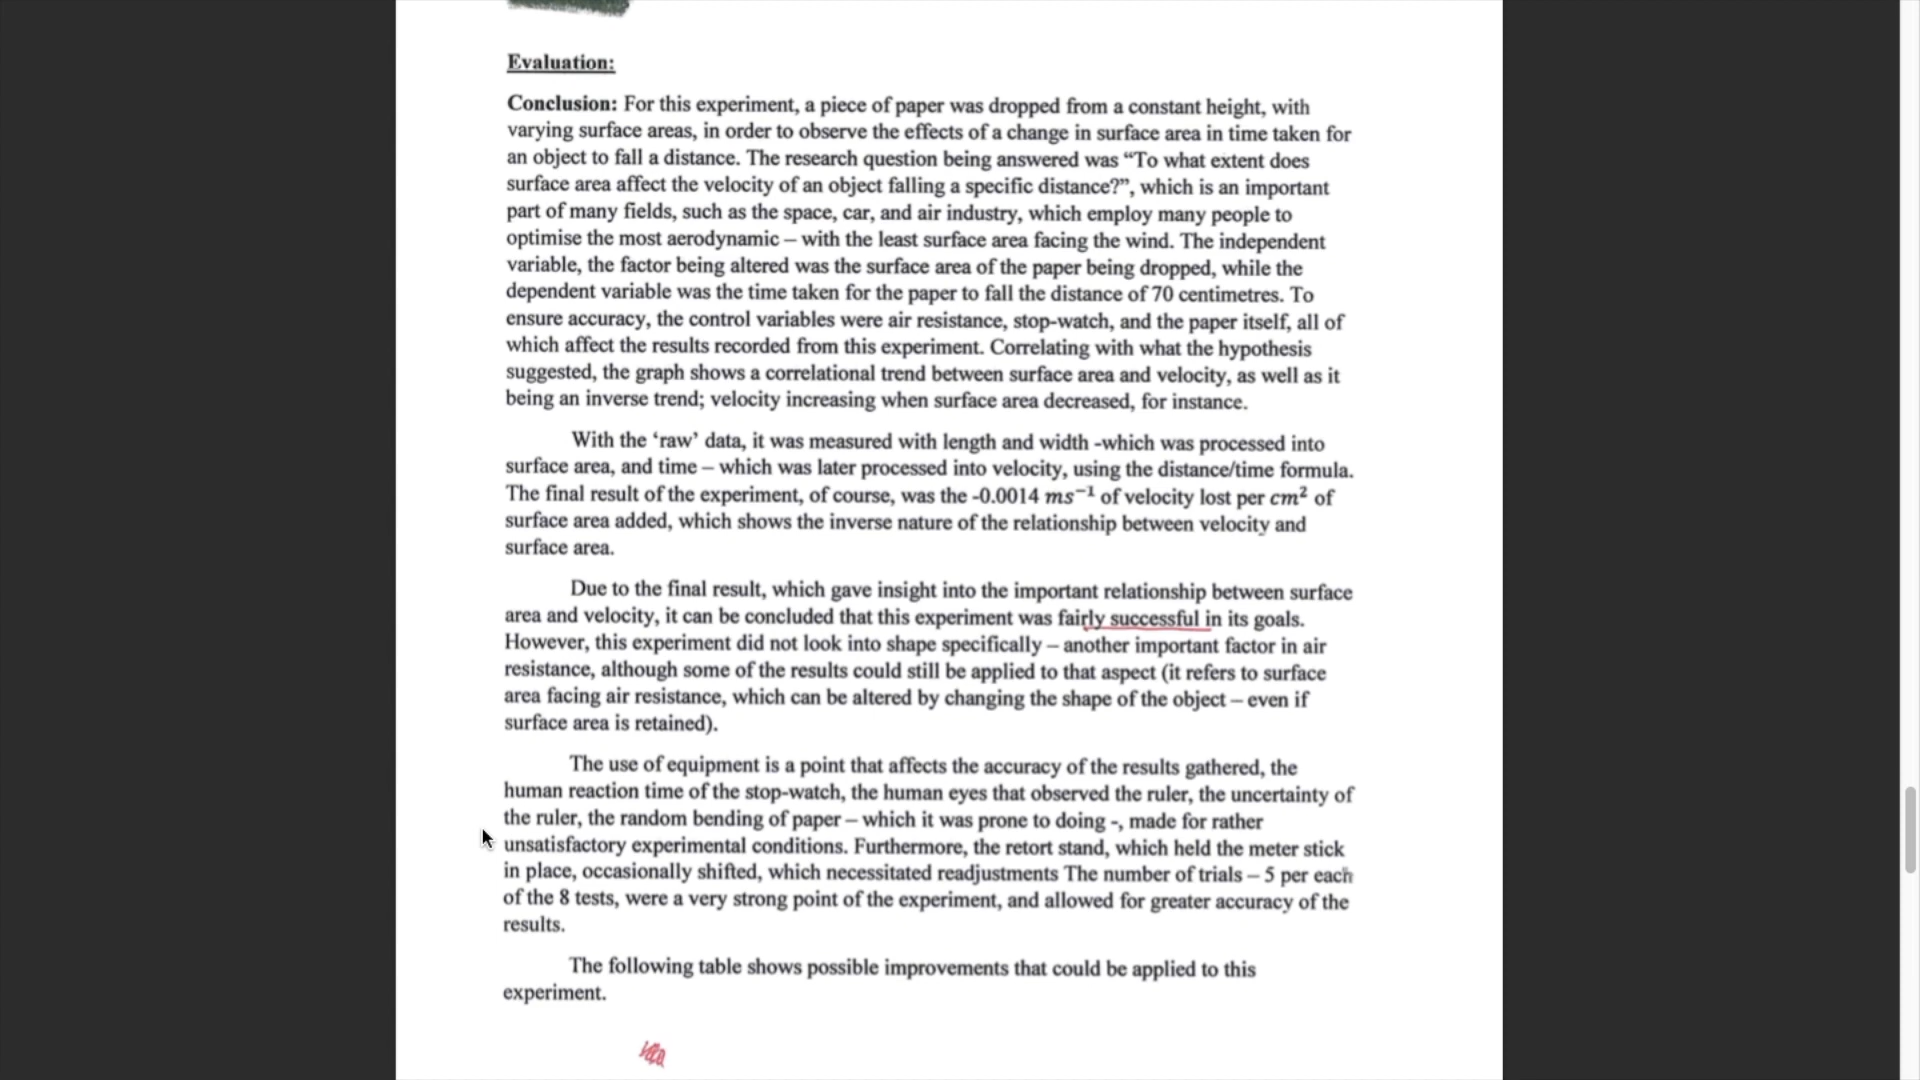 Evaluation:
Conclusion: For this experiment, a piece of paper was dropped from a constant height, with
varying surface areas, in order to observe the effects of a change in surface area in time taken for
an object to fall a distance. The research question being answered was “To what extent does
surface area affect the velocity of an object falling a specific distance?”, which is an important
part of many fields, such as the space, car, and air industry, which employ many people to
optimise the most aerodynamic – with the least surface area facing the wind. The independent
variable, the factor being altered was the surface area of the paper being dropped, while the
dependent variable was the time taken for the paper to fall the distance of 70 centimetres. To
ensure accuracy, the control variables were air resistance, stop-watch, and the paper itself, all of
which affect the results recorded from this experiment. Correlating with what the hypothesis
suggested, the graph shows a correlational trend between surface area and velocity, as well as it
being an inverse trend; velocity increasing when surface area decreased, for instance.
With the ‘raw’ data, it was measured with length and width -which was processed into
surface area, and time – which was later processed into velocity, using the distance/time formula.
The final result of the experiment, of course, was the -0.0014 ms⁻¹ of velocity lost per cm² of
surface area added, which shows the inverse nature of the relationship between velocity and
surface area.
Due to the final result, which gave insight into the important relationship between surface
area and velocity, it can be concluded that this experiment was fairly successful in its goals.
However, this experiment did not look into shape specifically – another important factor in air
resistance, although some of the results could still be applied to that aspect (it refers to surface
area facing air resistance, which can be altered by changing the shape of the object – even if
surface area is retained).
The use of equipment is a point that affects the accuracy of the results gathered, the
human reaction time of the stop-watch, the human eyes that observed the ruler, the uncertainty of
the ruler, the random bending of paper – which it was prone to doing -, made for rather
unsatisfactory experimental conditions. Furthermore, the retort stand, which held the meter stick
in place, occasionally shifted, which necessitated readjustments The number of trials – 5 per each
of the 8 tests, were a very strong point of the experiment, and allowed for greater accuracy of the
results.
The following table shows possible improvements that could be applied to this
experiment.